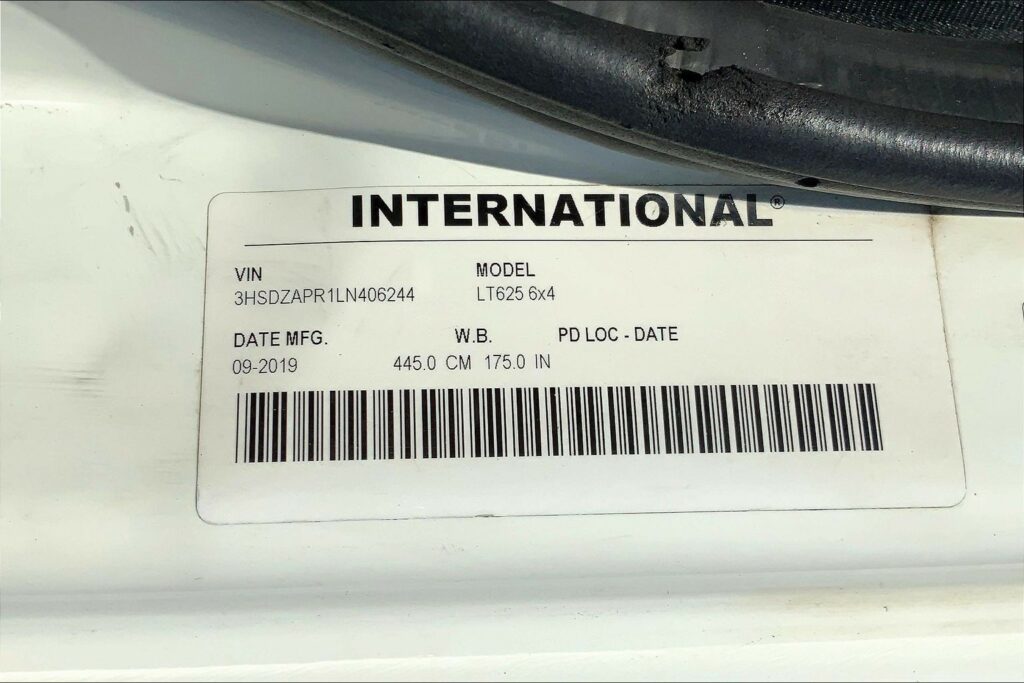 INTERNATIONAL®
VIN MODEL
3HSDZAPR1LN406244 LT625 6x4
DATE MFG. W.B. PD LOC - DATE
09-2019 445.0 CM 175.0 IN